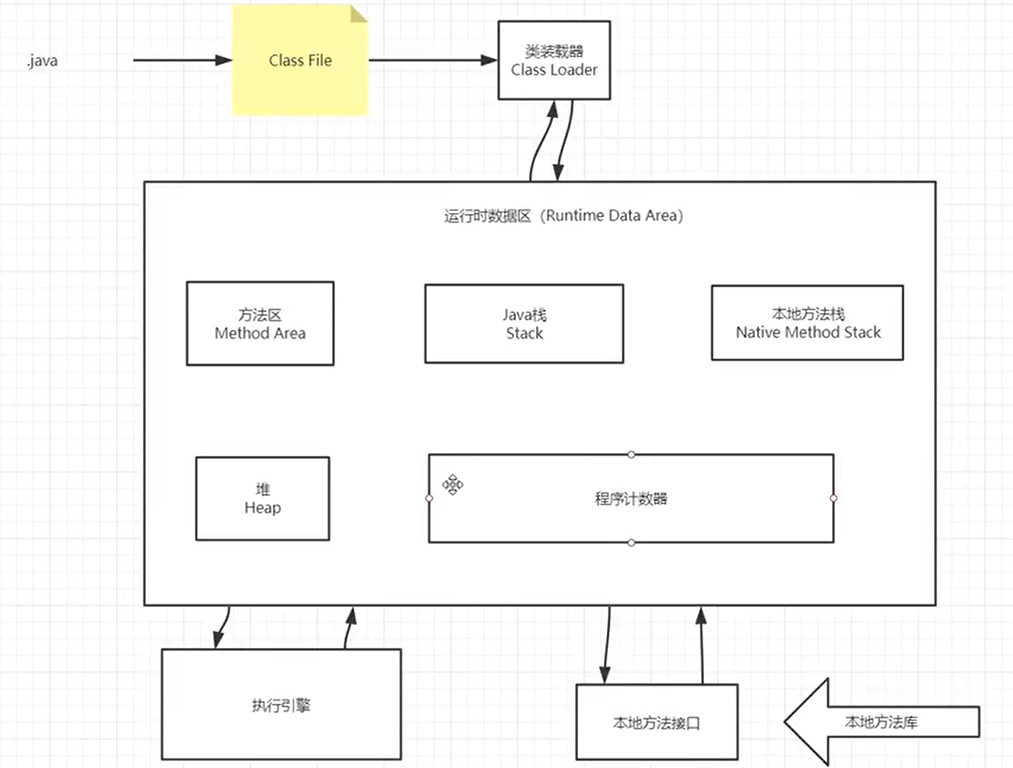 .java
Class File
类装载器
Class Loader
运行时数据区（Runtime Data Area）
方法区
Method Area
Java栈
Stack
本地方法栈
Native Method Stack
堆
Heap
程序计数器
执行引擎
本地方法接口
本地方法库